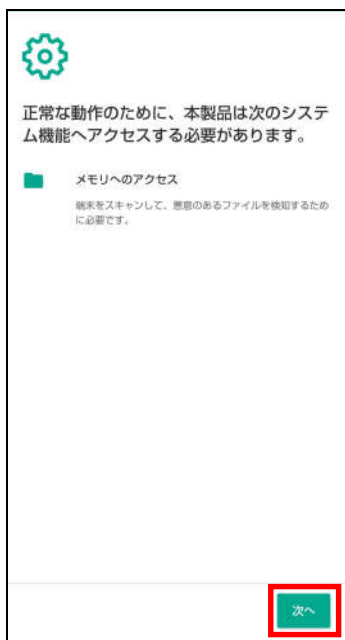 正常な動作のために、本製品は次のシステ
ム機能へアクセスする必要があります。
メモリへのアクセス
端末をスキャンして、悪意のあるファイルを検知するため
に必要です。
次へ